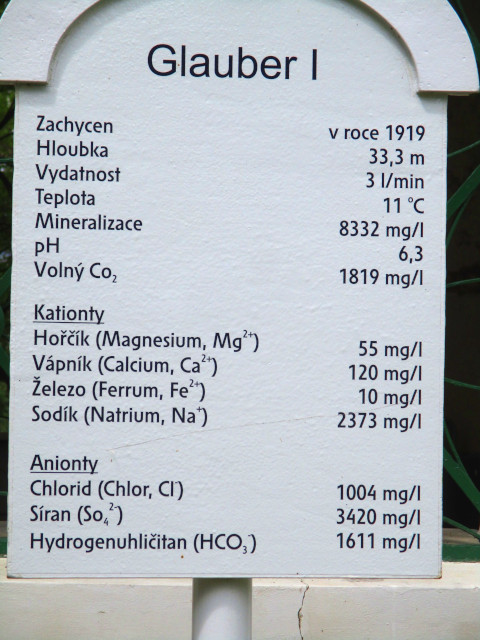 Glauber I
Zachycen v roce 1919
Hloubka 33,3 m
Vydatnost 3 l/min
Teplota 11 °C
Mineralizace 8332 mg/l
pH 6,3
Volný Co₂ 1819 mg/l
Kationty
Hořčík (Magnesium, Mg²⁺) 55 mg/l
Vápník (Calcium, Ca²⁺) 120 mg/l
Železo (Ferrum, Fe²⁺) 10 mg/l
Sodík (Natrium, Na⁺) 2373 mg/l
Anionty
Chlorid (Chlor, Cl⁻) 1004 mg/l
Síran (So₄²⁻) 3420 mg/l
Hydrogenuhličitan (HCO₃⁻) 1611 mg/l